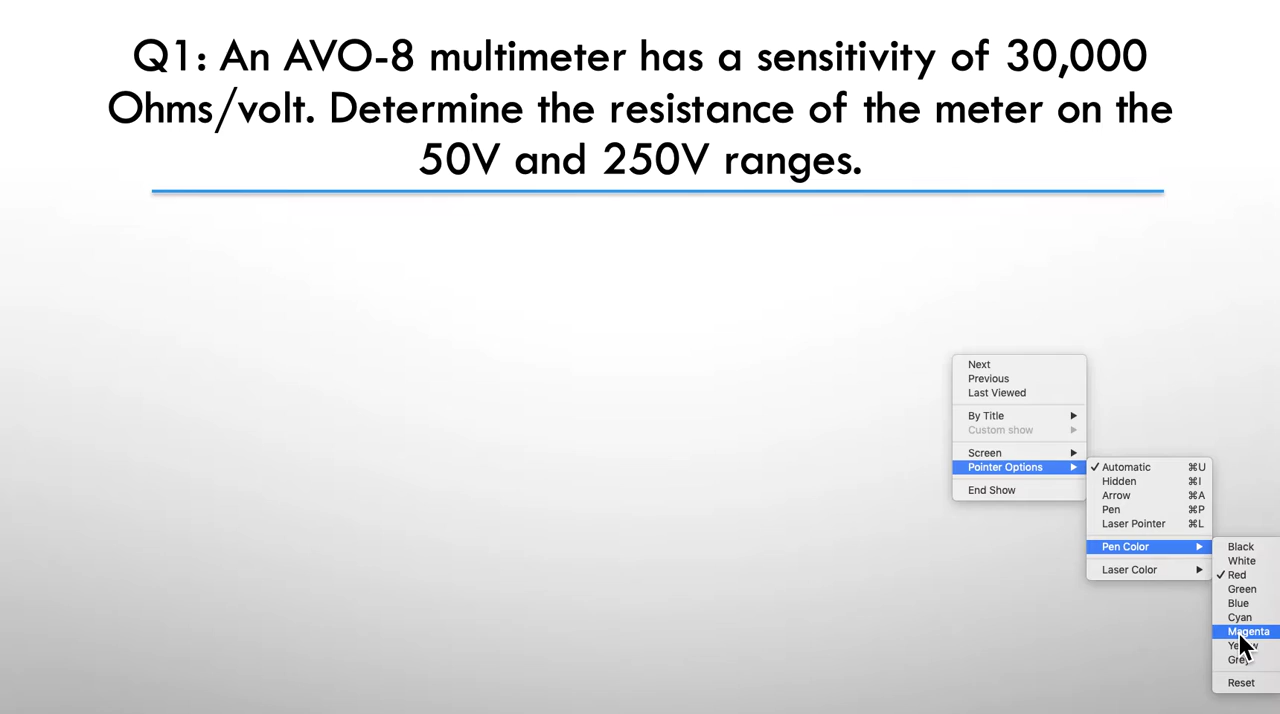 Q1: An AVO-8 multimeter has a sensitivity of 30,000
Ohms/volt. Determine the resistance of the meter on the
50V and 250V ranges.
Next
Previous
Last Viewed
By Title
Custom show
Screen
Pointer Options
End Show
Automatic ⌘U
Hidden ⌘I
Arrow ⌘A
Pen ⌘P
Laser Pointer ⌘L
Pen Color
Laser Color
Black
White
Red
Green
Blue
Cyan
Magenta
Reset